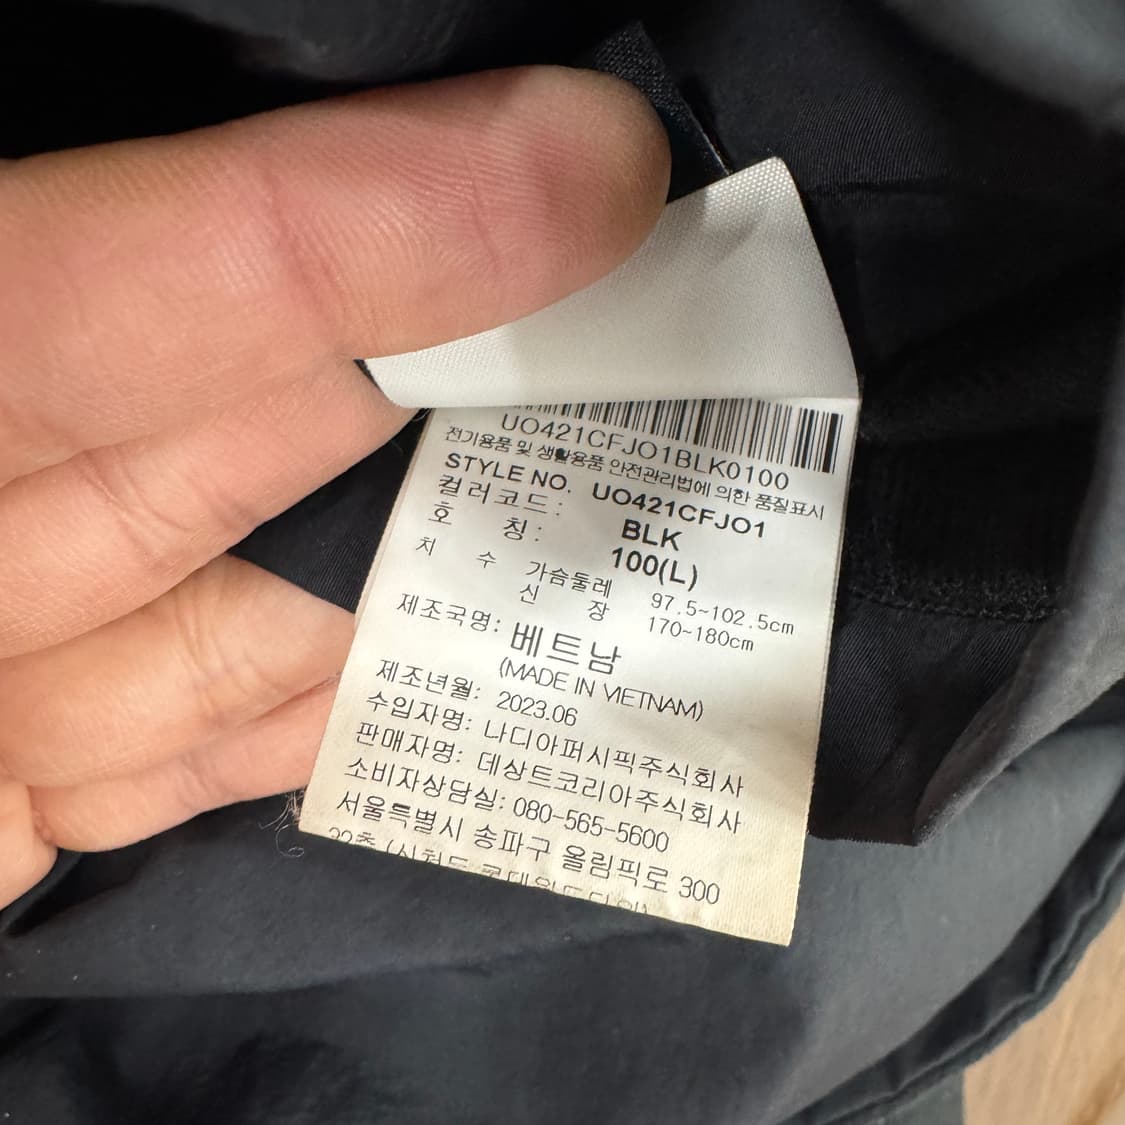 UO421CFJO1BLK0100
전기용품 및 생활용품 안전관리법에 의한 품질표시
STYLE NO. UO421CFJO1
컬러코드: BLK
호 칭: 100(L)
치 수 가슴둘레 97.5~102.5cm
신 장 170~180cm
제조국명: 베트남
(MADE IN VIETNAM)
제조년월: 2023.06
수입자명: 나디아퍼시픽주식회사
판매자명: 데상트코리아주식회사
소비자상담실: 080-565-5600
서울특별시 송파구 올림픽로 300